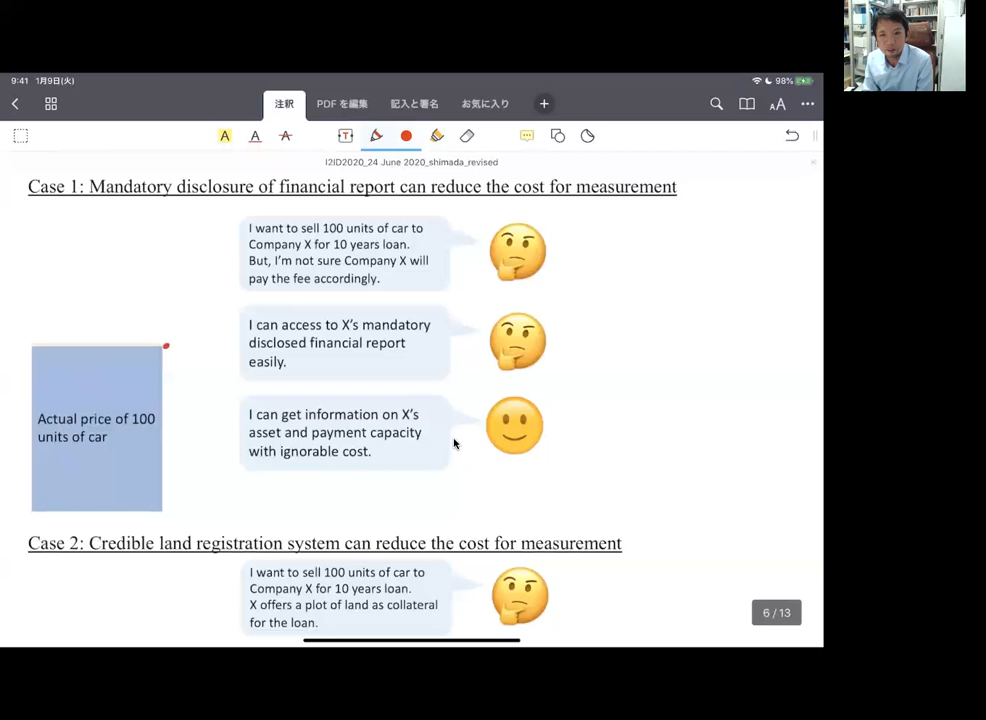 9:41 1月9日(火)
98%
注釈 PDF を編集 記入と署名 お気に入り
I2ID2020_24 June 2020_shimada_revised
Case 1: Mandatory disclosure of financial report can reduce the cost for measurement
I want to sell 100 units of car to
Company X for 10 years loan.
But, I'm not sure Company X will
pay the fee accordingly.
I can access to X's mandatory
disclosed financial report
easily.
Actual price of 100
units of car
I can get information on X's
asset and payment capacity
with ignorable cost.
Case 2: Credible land registration system can reduce the cost for measurement
I want to sell 100 units of car to
Company X for 10 years loan.
X offers a plot of land as collateral
for the loan.
6 / 13